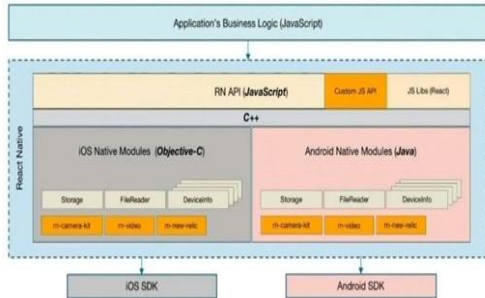 Application's Business Logic (JavaScript)
React Native
RN API (JavaScript)
Custom JS API
JS Libs (React)
C++
iOS Native Modules (Objective-C)
Android Native Modules (Java)
Storage
FileReader
DeviceInfo
Storage
FileReader
DeviceInfo
rn-camera-kit
rn-video
rn-new-relic
rn-camera-kit
rn-video
rn-new-relic
iOS SDK
Android SDK